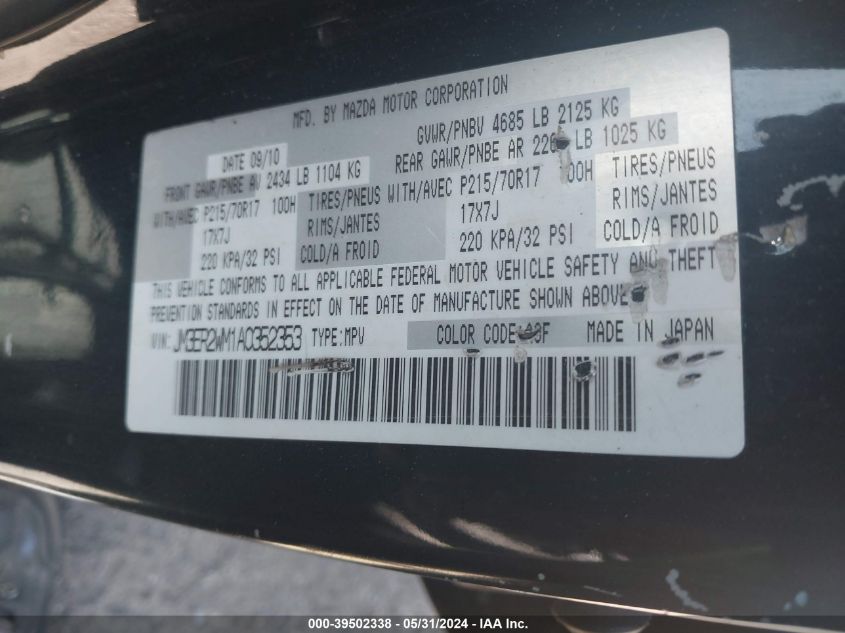 MFD. BY MAZDA MOTOR CORPORATION
DATE 09/10 GVWR/PNBV 4685 LB 2125 KG
FRONT GAWR/PNBE AV 2434 LB 1104 KG REAR GAWR/PNBE AR LB 1025 KG
WITH/AVEC P215/70R17 100H TIRES/PNEUS WITH/AVEC P215/70R17 100H TIRES/PNEUS
17X7J RIMS/JANTES 17X7J RIMS/JANTES
220 KPA/32 PSI COLD/A FROID 220 KPA/32 PSI COLD/A FROID
THIS VEHICLE CONFORMS TO ALL APPLICABLE FEDERAL MOTOR VEHICLE SAFETY AND THEFT
PREVENTION STANDARDS IN EFFECT ON THE DATE OF MANUFACTURE SHOWN ABOVE
VIN: JM3ER2WM1A0352353 TYPE:MPV COLOR CODE: MADE IN JAPAN
000-39502338 - 05/31/2024 - IAA Inc.